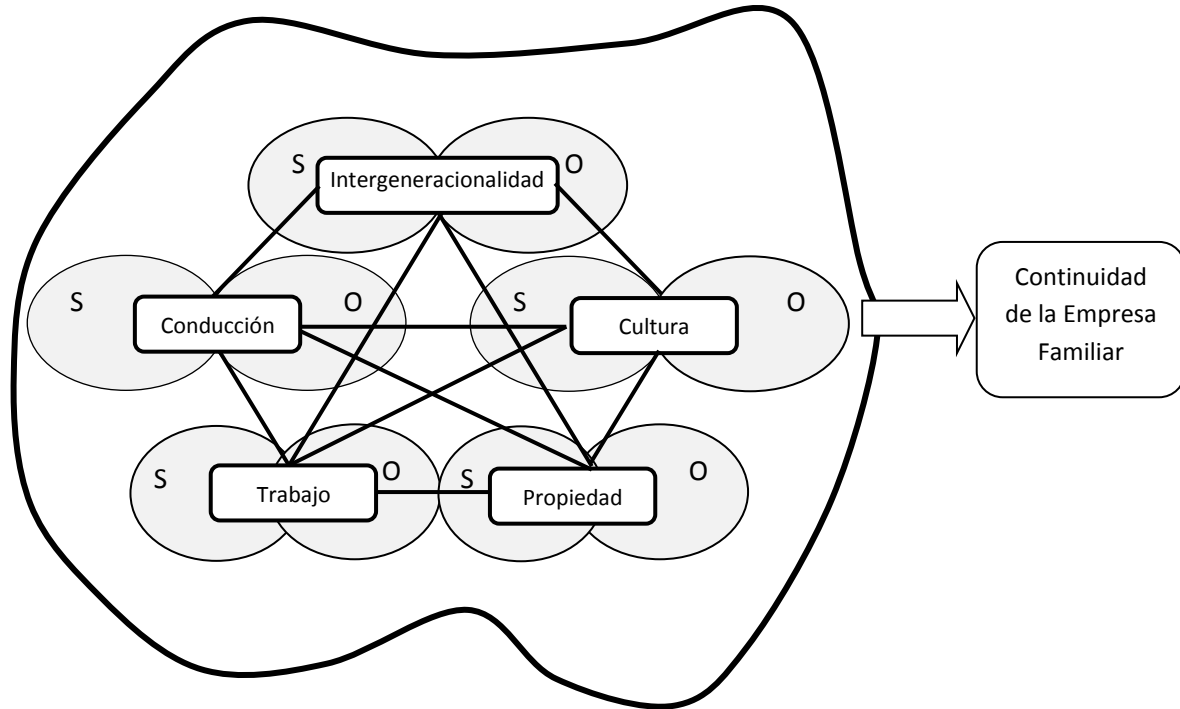 S
O
Intergeneracionalidad
S
O
Conducción
S
O
Cultura
Continuidad
de la Empresa
Familiar
S
O
Trabajo
S
O
Propiedad